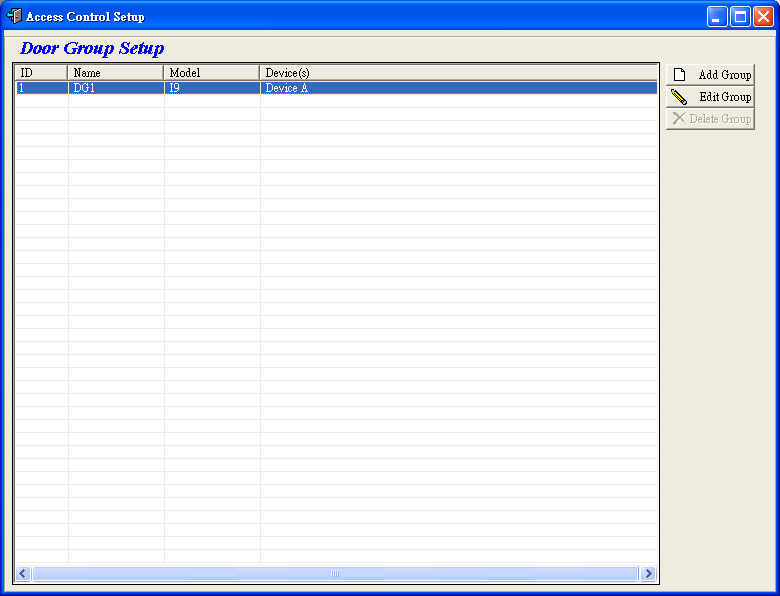 Access Control Setup
Door Group Setup
ID Name Model Device(s)
1 DG1 I9 Device A
Add Group
Edit Group
Delete Group